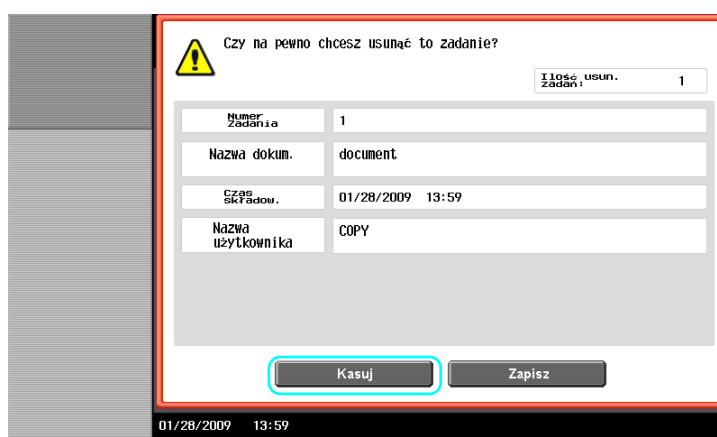 Czy na pewno chcesz usunąć to zadanie?
Ilość usun.
zadań: 1
Numer
zadania
1
Nazwa dokum.
document
Czas
składow.
01/28/2009 13:59
Nazwa
użytkownika
COPY
Kasuj
Zapisz
01/28/2009 13:59